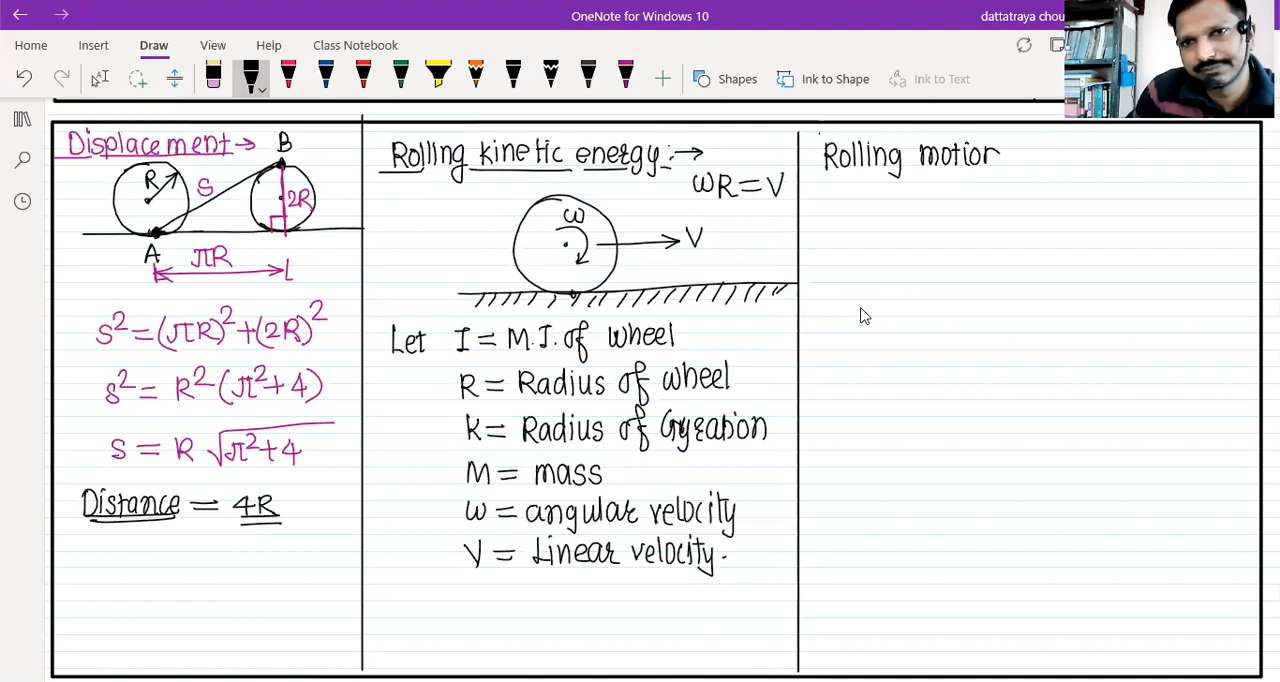 OneNote for Windows 10
dattatraya chou
Home Insert Draw View Help Class Notebook
Shapes Ink to Shape Ink to Text
Displacement→
B
R
S
2R
A
πR
S² = (πR)² + (2R)²
S² = R² (π² + 4)
S = R √π² + 4
Distance = 4R
Rolling kinetic energy :→
ωR = V
ω
V
Let I = M.I. of wheel
R = Radius of wheel
K = Radius of Gyration
M = mass
ω = angular velocity
V = Linear velocity.
Rolling motion